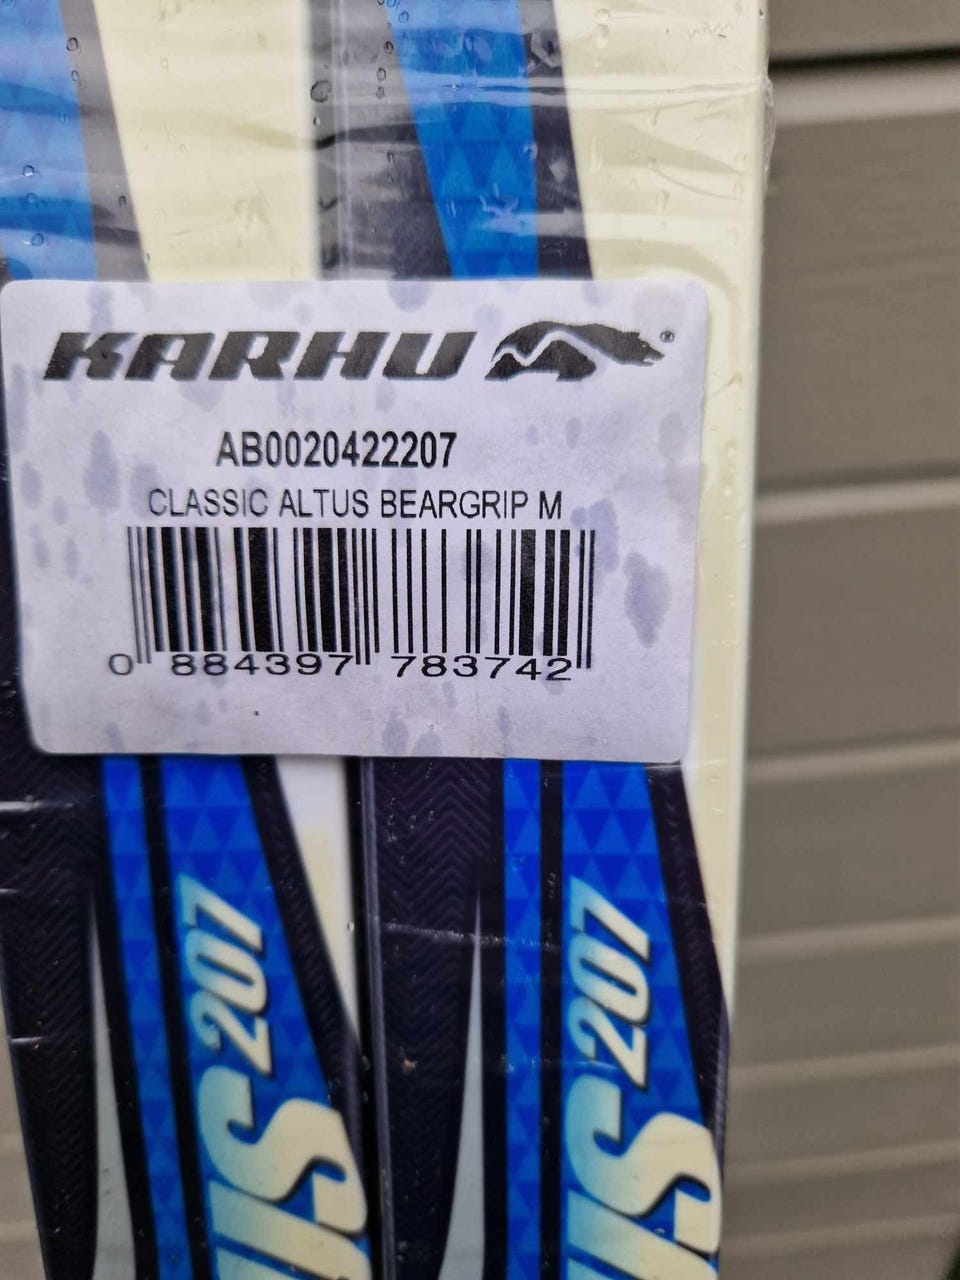 KARHU ®
AB0020422207
CLASSIC ALTUS BEARGRIP M
0 884397 783742
207
207